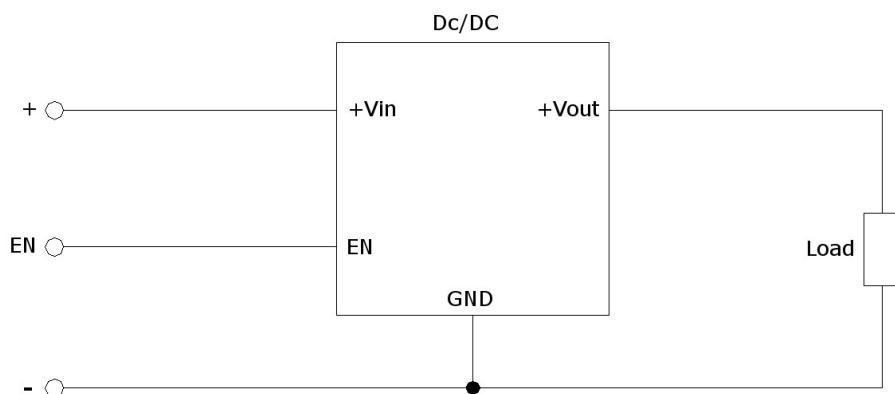 Dc/DC
+ +Vin +Vout
EN EN Load
GND
-